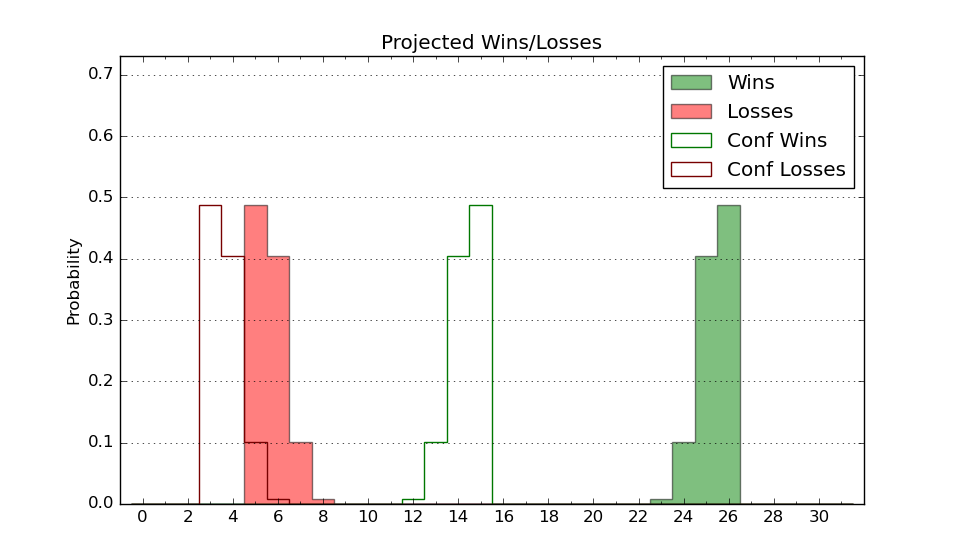 Projected Wins/Losses
Wins
Losses
Conf Wins
Conf Losses
Probability
0.7
0.6
0.5
0.4
0.3
0.2
0.1
0.0
0 2 4 6 8 10 12 14 16 18 20 22 24 26 28 30